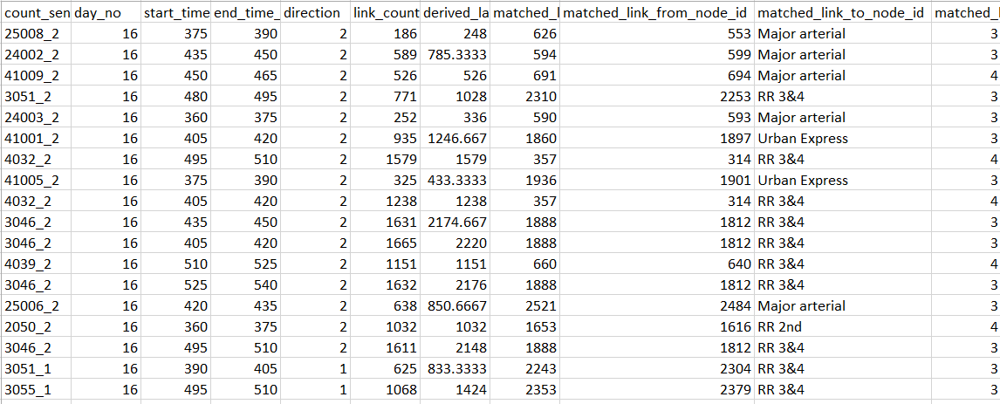 count_sen day_no start_time end_time_ direction link_count derived_la matched_l matched_link_from_node_id matched_link_to_node_id matched_l
25008_2 16 375 390 2 186 248 626 553 Major arterial 3
24002_2 16 435 450 2 589 785.3333 594 599 Major arterial 3
41009_2 16 450 465 2 526 526 691 694 Major arterial 4
3051_2 16 480 495 2 771 1028 2310 2253 RR 3&4 3
24003_2 16 360 375 2 252 336 590 593 Major arterial 3
41001_2 16 405 420 2 935 1246.667 1860 1897 Urban Express 3
4032_2 16 495 510 2 1579 1579 357 314 RR 3&4 4
41005_2 16 375 390 2 325 433.3333 1936 1901 Urban Express 3
4032_2 16 405 420 2 1238 1238 357 314 RR 3&4 4
3046_2 16 435 450 2 1631 2174.667 1888 1812 RR 3&4 3
3046_2 16 405 420 2 1665 2220 1888 1812 RR 3&4 3
4039_2 16 510 525 2 1151 1151 660 640 RR 3&4 4
3046_2 16 525 540 2 1632 2176 1888 1812 RR 3&4 3
25006_2 16 420 435 2 638 850.6667 2521 2484 Major arterial 3
2050_2 16 360 375 2 1032 1032 1653 1616 RR 2nd 4
3046_2 16 495 510 2 1611 2148 1888 1812 RR 3&4 3
3051_1 16 390 405 1 625 833.3333 2243 2304 RR 3&4 3
3055_1 16 495 510 1 1068 1424 2353 2379 RR 3&4 3